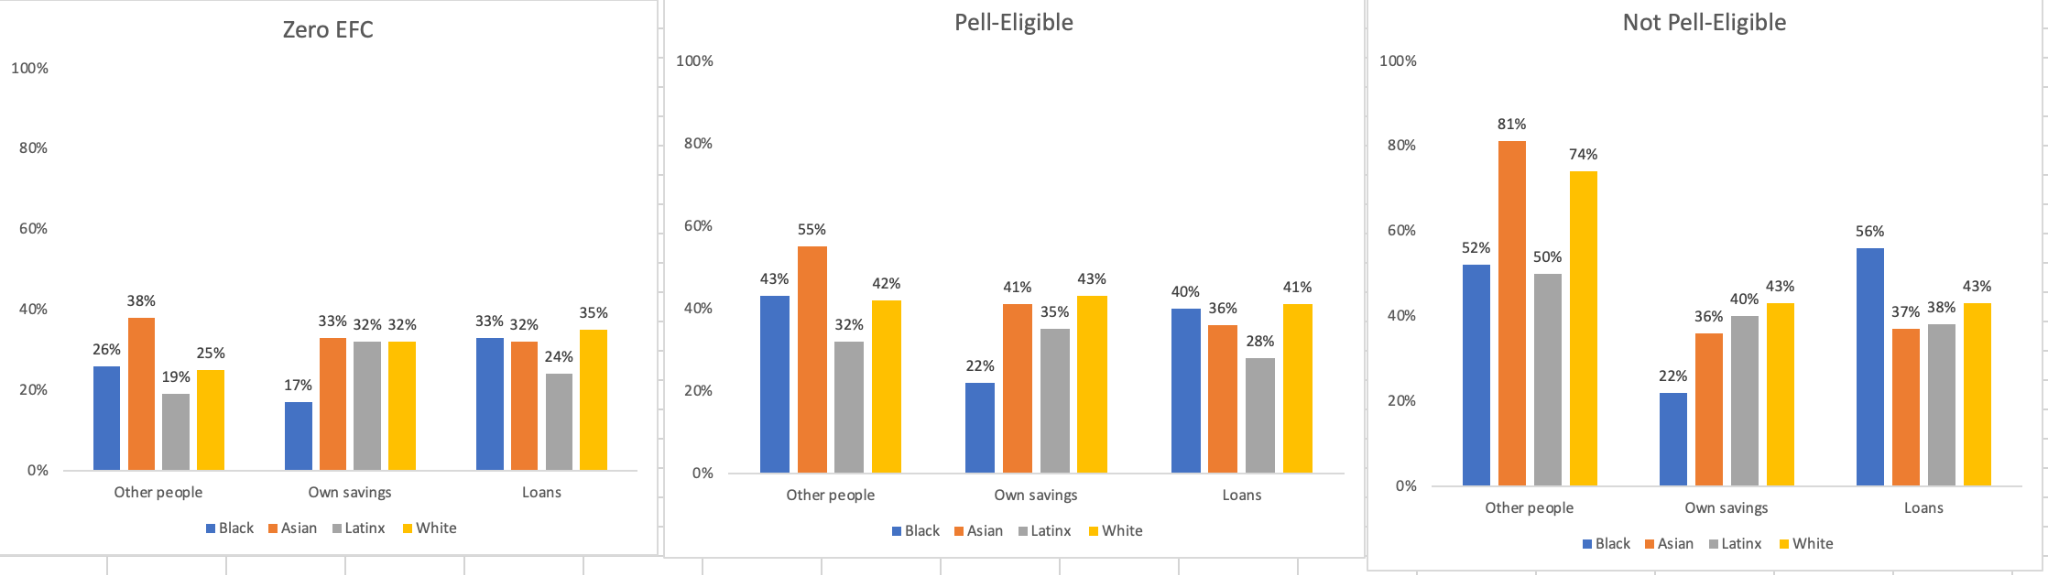 Zero EFC
100%
80%
60%
40%
20%
0%
26% 38% 19% 25%
17% 33% 32% 32%
33% 32% 24% 35%
Other people Own savings Loans
Black Asian Latinx White
Pell-Eligible
100%
80%
60%
40%
20%
0%
43% 55% 32% 42%
22% 41% 35% 43%
40% 36% 28% 41%
Other people Own savings Loans
Black Asian Latinx White
Not Pell-Eligible
100%
80%
60%
40%
20%
0%
52% 81% 50% 74%
22% 36% 40% 43%
56% 37% 38% 43%
Other people Own savings Loans
Black Asian Latinx White